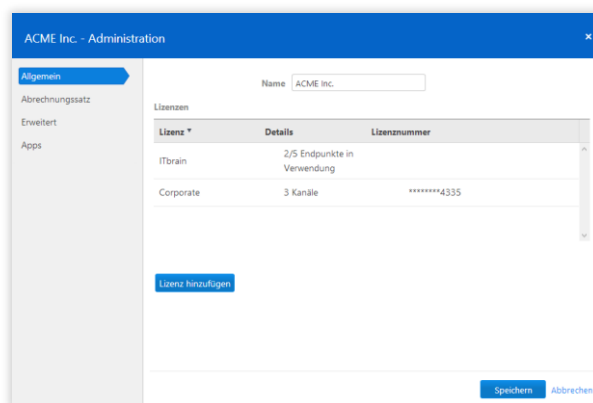 ACME Inc. - Administration
Allgemein
Abrechnungssatz
Erweitert
Apps
Name ACME Inc.
Lizenzen
Lizenz Details Lizenznummer
ITbrain 2/5 Endpunkte in
Verwendung
Corporate 3 Kanäle ********4335
Lizenz hinzufügen
Speichern Abbrechen